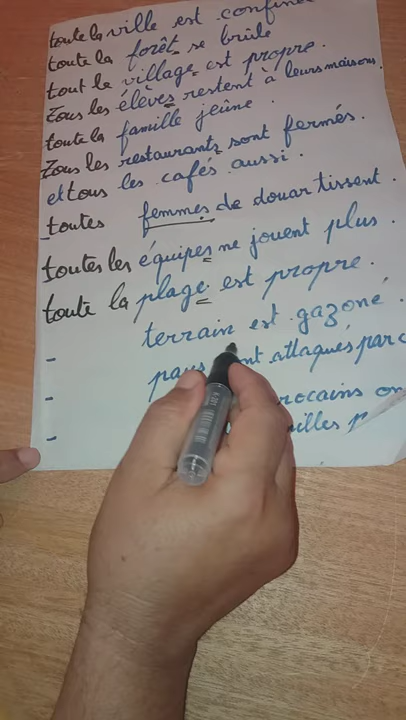 toute la ville est confinée
toute la forêt se brûle
tout le village est propre.
Tous les élèves restent à leurs maisons.
toute la famille jeûne.
Tous les restaurants sont fermés.
et tous les cafés aussi.
_ toutes femmes de douar tissent.
toutes les équipes ne jouent plus.
toute la plage est propre.
terrain est gazoné.
- pays attaqués par
-
-